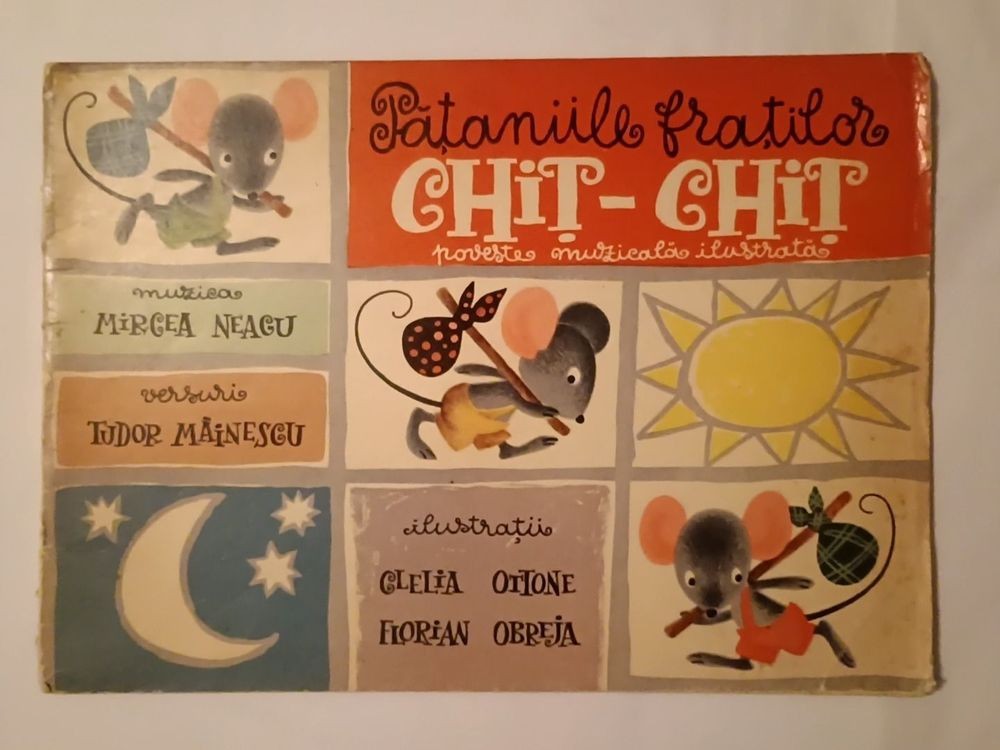 Pățaniile fraților
CHIȚ-CHIȚ
poveste muzicală ilustrată
muzica
MIRCEA NEAGU
versuri
TUDOR MĂINESCU
ilustrații
CLELIA OTTONE
FLORIAN OBREJA